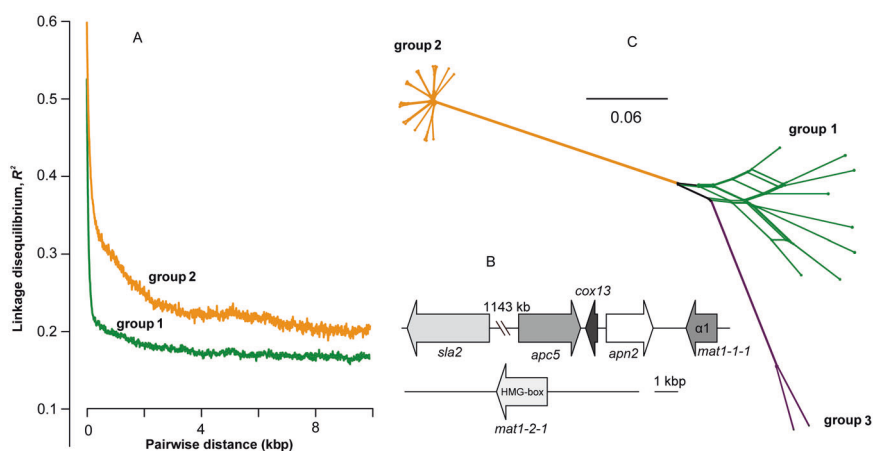 A
0.6
0.5
0.4
0.3
0.2
0.1
Linkage disequilibrium, R²
group 2
group 1
0
4
8
Pairwise distance (kbp)
C
group 2
0.06
group 1
group 3
B
1143 kb
cox13
sla2
apc5
apn2
α1
mat1-1-1
HMG-box
1 kbp
mat1-2-1